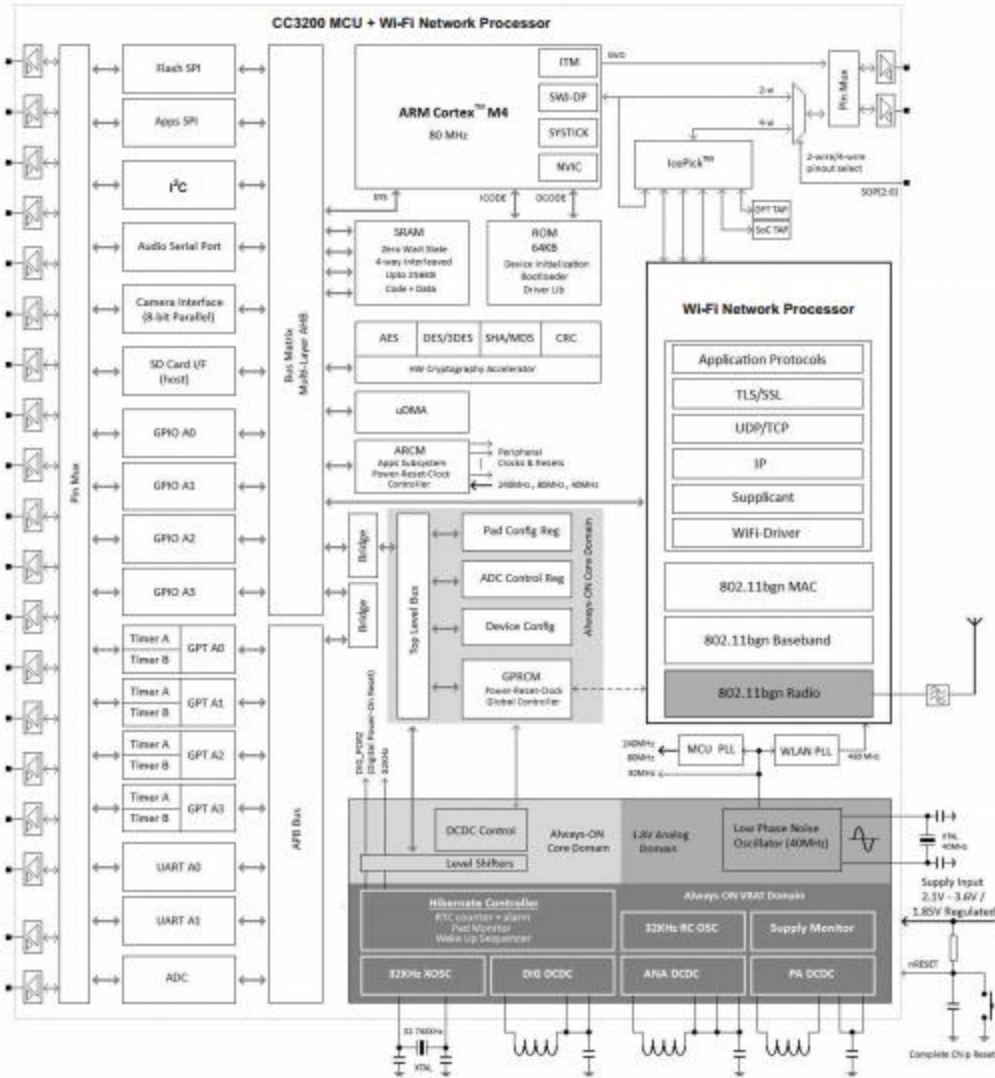 CC3200 MCU + Wi-Fi Network Processor
Flash SPI
Apps SPI
I²C
Audio Serial Port
Camera Interface
(8-bit Parallel)
SD Card I/F
(host)
GPIO A0
GPIO A1
GPIO A2
GPIO A3
Timer A
Timer B
GPT A0
Timer A
Timer B
GPT A1
Timer A
Timer B
GPT A2
Timer A
Timer B
GPT A3
UART A0
UART A1
ADC
Pin Mux
Bus Matrix
Multi-Layer AHB
APB Bus
ARM Cortex™ M4
80 MHz
ITM
SWJ-DP
SYSTICK
NVIC
SWO
2-w
4-w
Pin Mux
2-wire/4-wire
pinout select
SOP(2:0)
IcePick™
DFT TAP
SoC TAP
SYS
ICODE
DCODE
SRAM
Zero Wait State
4-way Interleaved
Upto 256KB
Code + Data
ROM
64KB
Device Initialization
Bootloader
Driver Lib
AES
DES/3DES
SHA/MD5
CRC
HW Cryptography Accelerator
uDMA
ARCM
Apps Subsystem
Power-Reset-Clock
Controller
Peripheral
Clocks & Resets
240MHz, 80MHz, 40MHz
Bridge
Bridge
Top Level Bus
Pad Config Reg
ADC Control Reg
Device Config
GPRCM
Power-Reset-Clock
Global Controller
Always-ON Core Domain
Wi-Fi Network Processor
Application Protocols
TLS/SSL
UDP/TCP
IP
Supplicant
WiFi-Driver
802.11bgn MAC
802.11bgn Baseband
802.11bgn Radio
DIG_PORZ
(Digital Power-On Reset)
32KHz
240MHz
80MHz
40MHz
MCU PLL
WLAN PLL
480 MHz
DCDC Control
Level Shifters
Always-ON
Core Domain
1.8V Analog
Domain
Low Phase Noise
Oscillator (40MHz)
XTAL
40MHz
Hibernate Controller
RTC counter + alarm
Pad Monitor
Wake Up Sequencer
Always-ON VBAT Domain
32KHz RC OSC
Supply Monitor
32KHz XOSC
DIG DCDC
ANA DCDC
PA DCDC
Supply Input
2.1V - 3.6V /
1.85V Regulated
nRESET
Complete Chip Reset
32.768KHz
XTAL